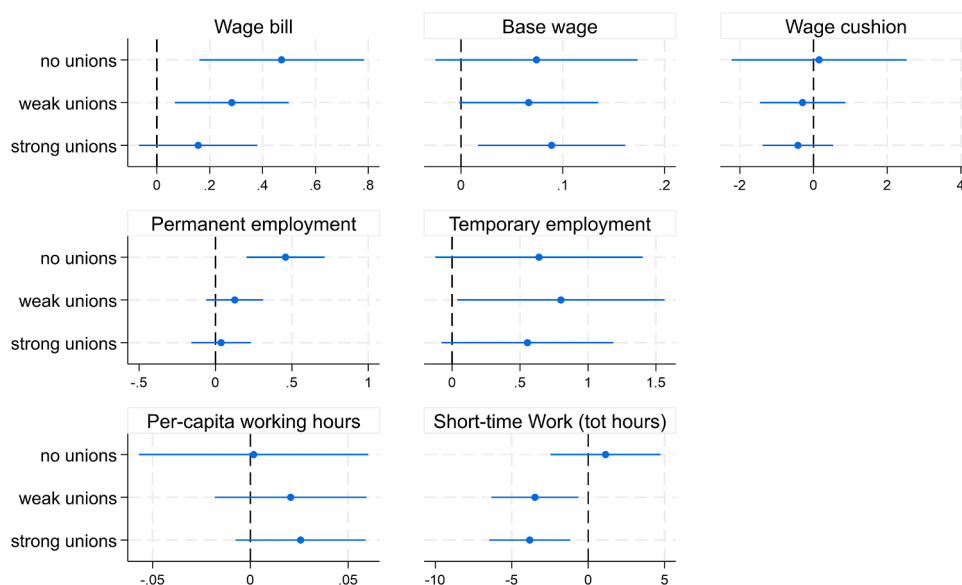 Wage bill
Base wage
Wage cushion
no unions
weak unions
strong unions
0 .2 .4 .6 .8
0 .1 .2
-2 0 2 4
Permanent employment
Temporary employment
no unions
weak unions
strong unions
-.5 0 .5 1
0 .5 1 1.5
Per-capita working hours
Short-time Work (tot hours)
no unions
weak unions
strong unions
-.05 0 .05
-10 -5 0 5